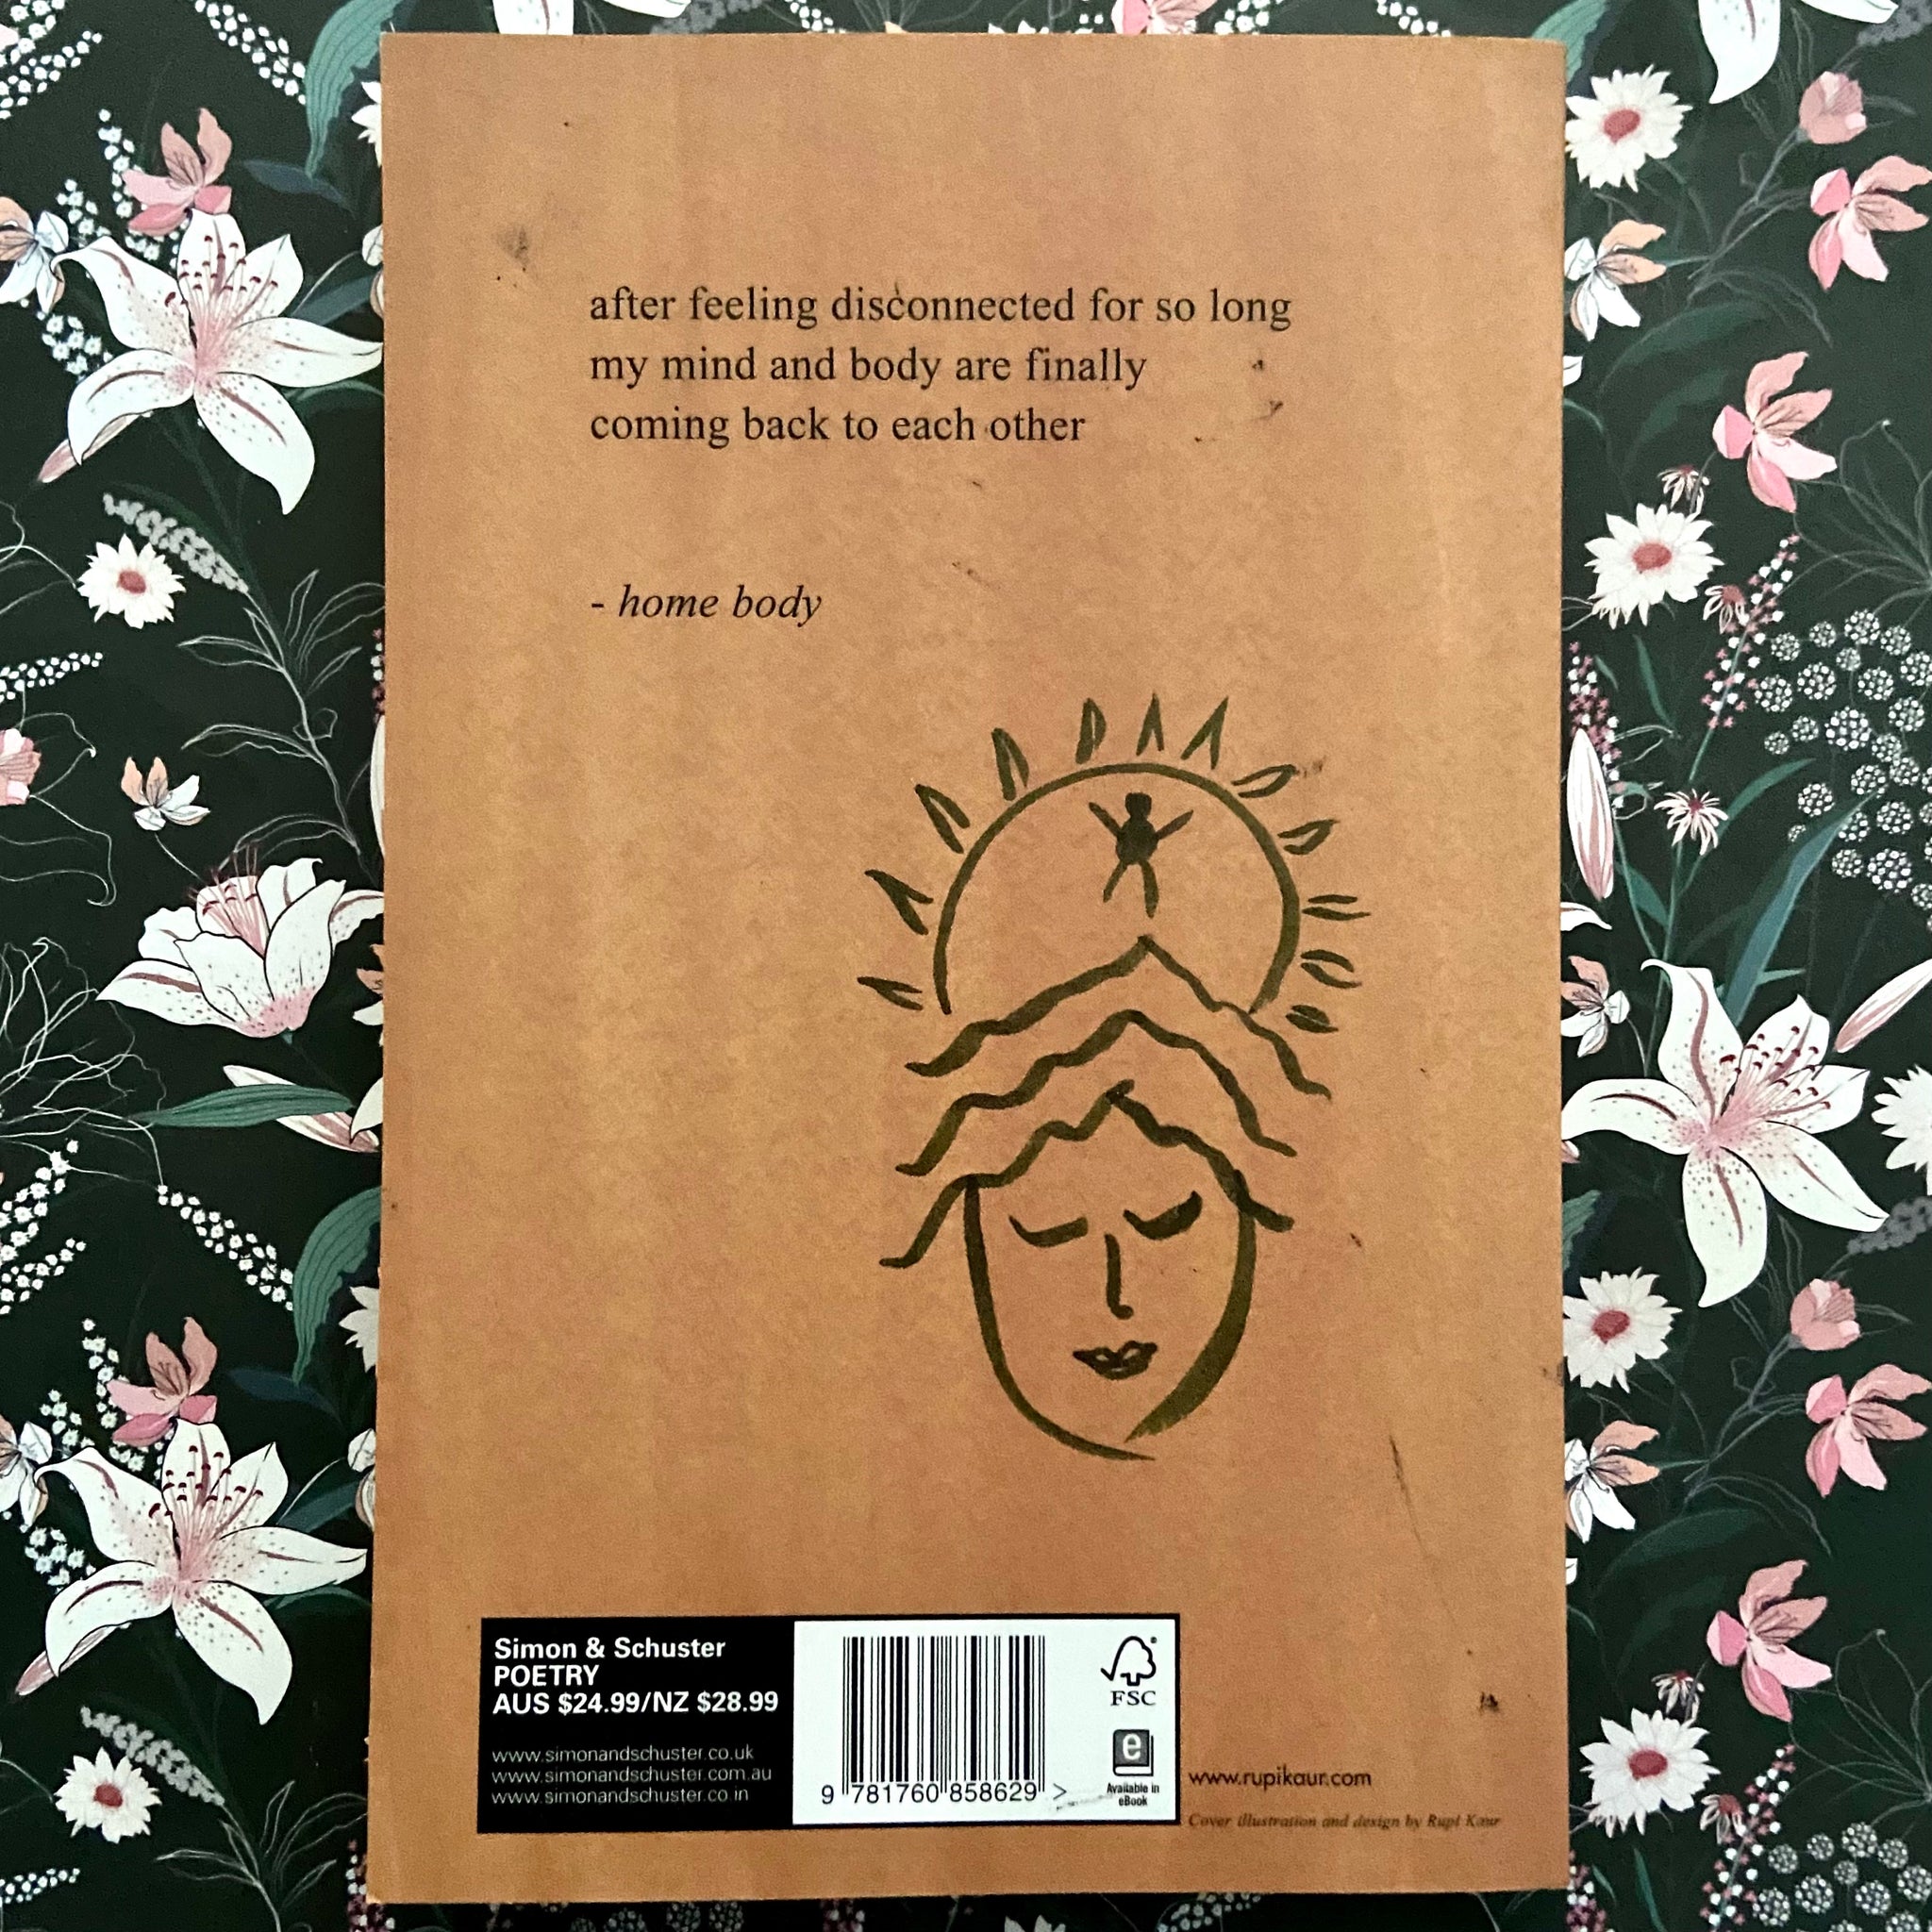 after feeling disconnected for so long
my mind and body are finally
coming back to each other
- home body
Simon & Schuster
POETRY
AUS $24.99/NZ $28.99
www.simonandschuster.co.uk
www.simonandschuster.com.au
www.simonandschuster.co.in
9 781760 858629 >
FSC
e
Available in
eBook
www.rupikaur.com
Cover illustration and design by Rupi Kaur